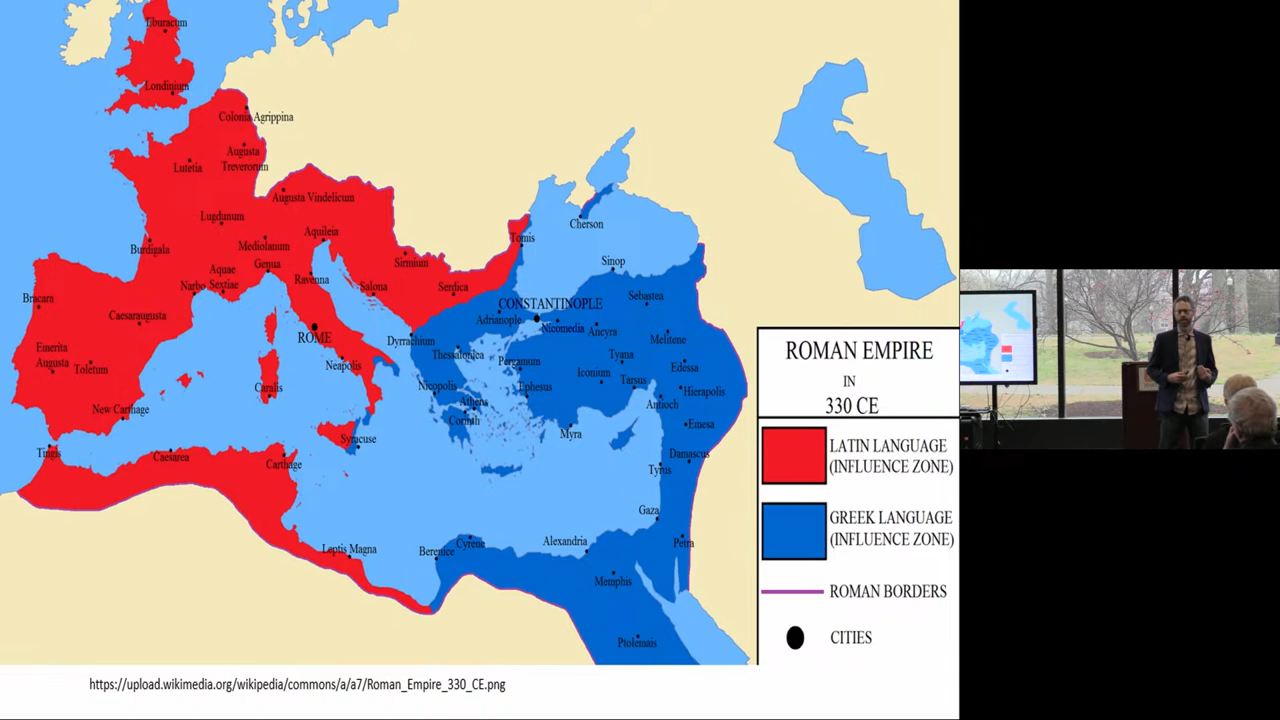 Eburacum
Londinium
Colonia Agrippina
Augusta
Treverorum
Lutetia
Augusta Vindelicum
Lugdunum
Aquileia
Mediolanum
Burdigala
Genua
Cherson
Tomis
Sinop
Sirmium
Aquae
Sextiae
Ravenna
Narbo
Salona
Serdica
Bracara
Sebastea
CONSTANTINOPLE
Caesaraugusta
Adrianople
Nicomedia
Ancyra
ROME
Dyrrachium
Melitene
Emerita
Augusta
Toletum
Neapolis
Thessalonica
Pergamum
Tyana
Edessa
Iconium
Tarsus
Caralis
Nicopolis
Ephesus
Hierapolis
New Carthage
Athens
Corinth
Antioch
Myra
Emesa
Syracuse
Tingis
Caesarea
Carthage
Damascus
Tyrus
Gaza
Leptis Magna
Berenice
Cyrene
Alexandria
Petra
Memphis
Ptolemais
ROMAN EMPIRE
IN
330 CE
LATIN LANGUAGE
(INFLUENCE ZONE)
GREEK LANGUAGE
(INFLUENCE ZONE)
ROMAN BORDERS
CITIES
https://upload.wikimedia.org/wikipedia/commons/a/a7/Roman_Empire_330_CE.png